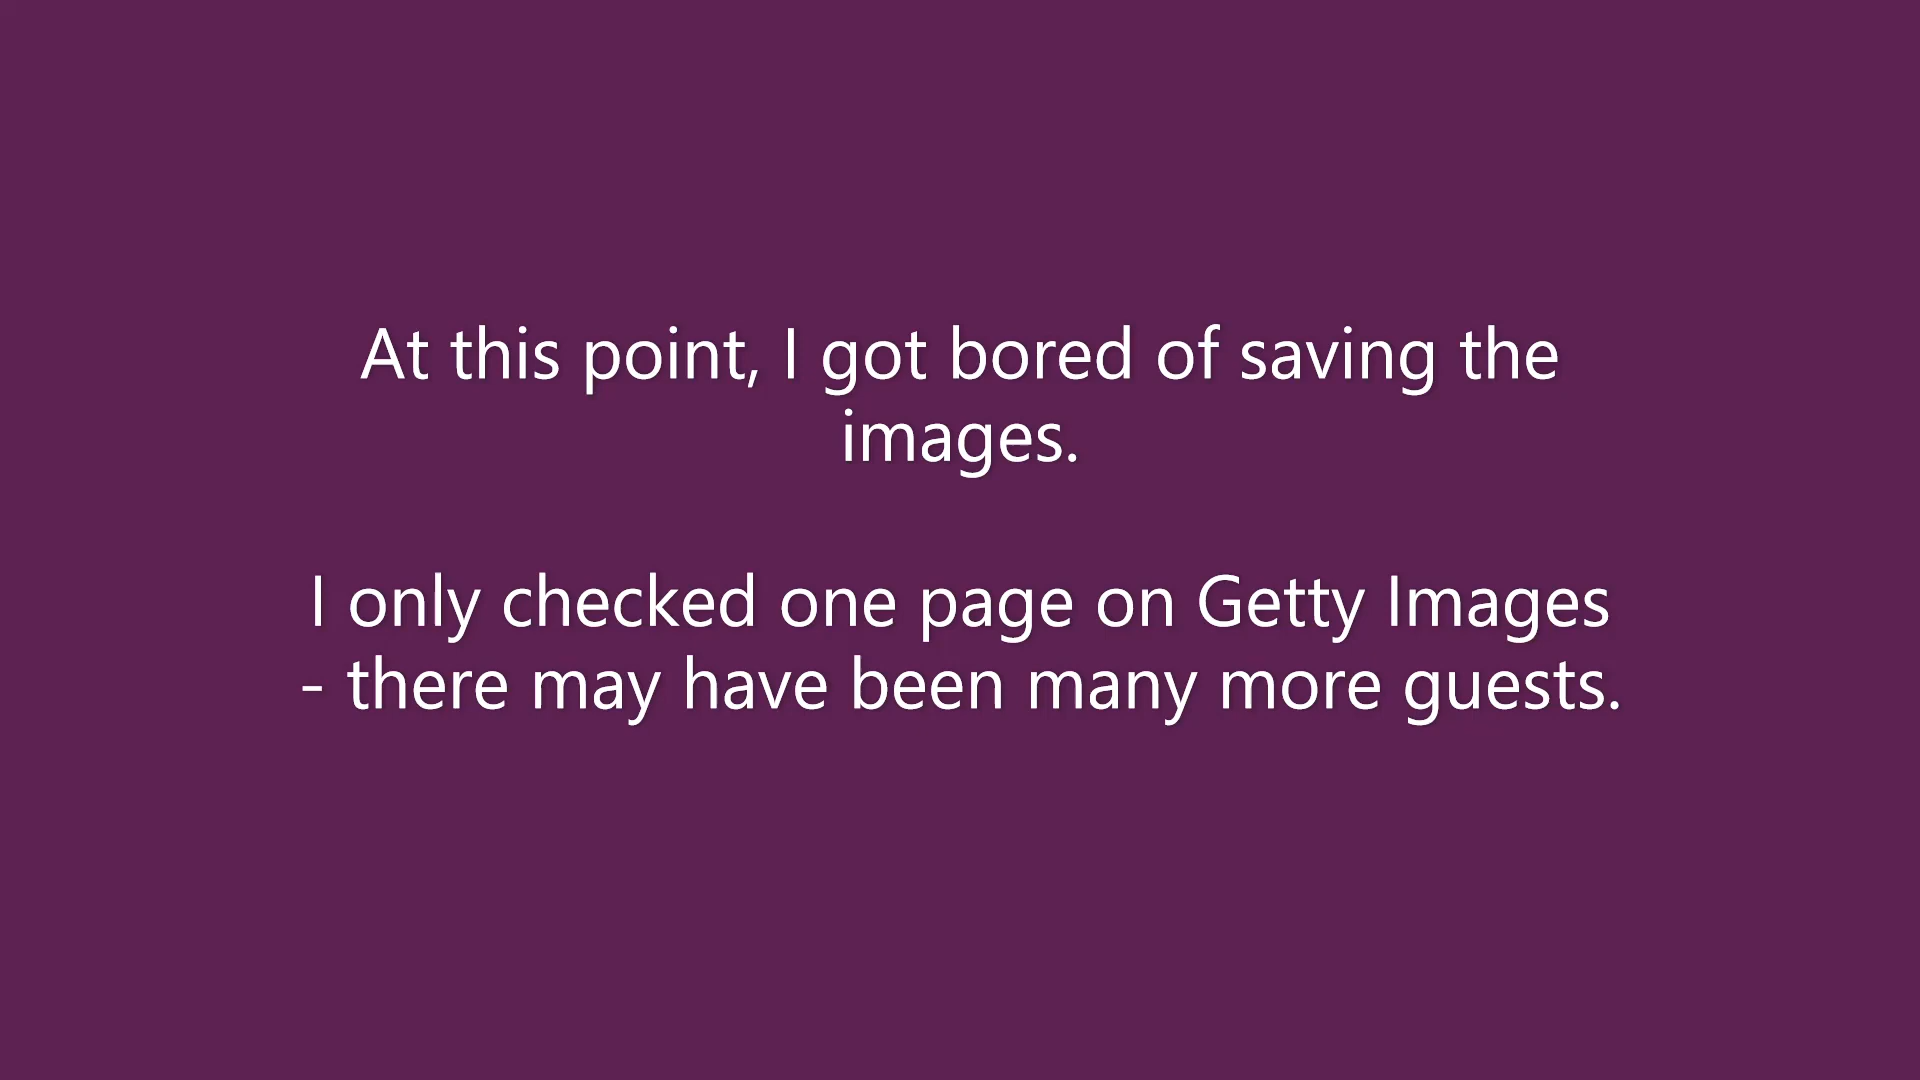 At this point, I got bored of saving the
images.
I only checked one page on Getty Images
- there may have been many more guests.